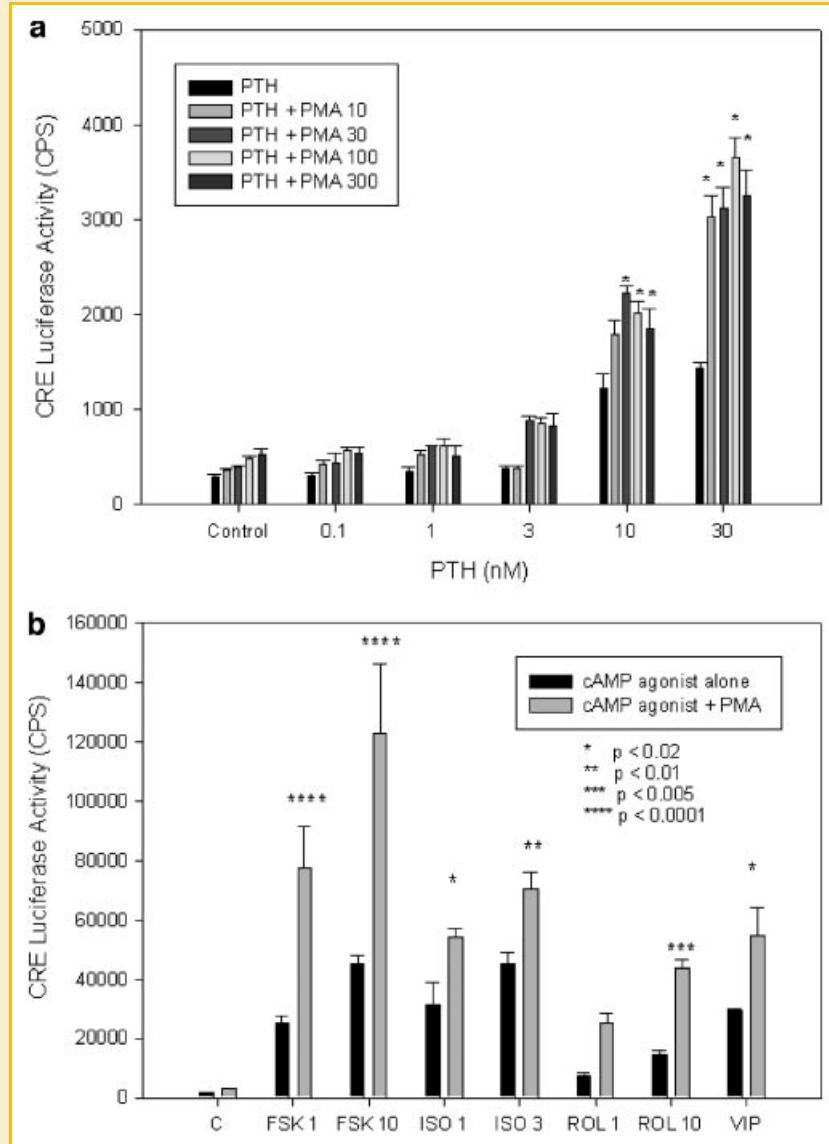 a
5000
4000
3000
2000
1000
0
CRE Luciferase Activity (CPS)
PTH
PTH + PMA 10
PTH + PMA 30
PTH + PMA 100
PTH + PMA 300
* * * *
* * *
Control 0.1 1 3 10 30
PTH (nM)
b
160000
140000
120000
100000
80000
60000
40000
20000
0
CRE Luciferase Activity (CPS)
cAMP agonist alone
cAMP agonist + PMA
* p < 0.02
** p < 0.01
*** p < 0.005
**** p < 0.0001
**** **** * ** *** *
C FSK 1 FSK 10 ISO 1 ISO 3 ROL 1 ROL 10 VIP